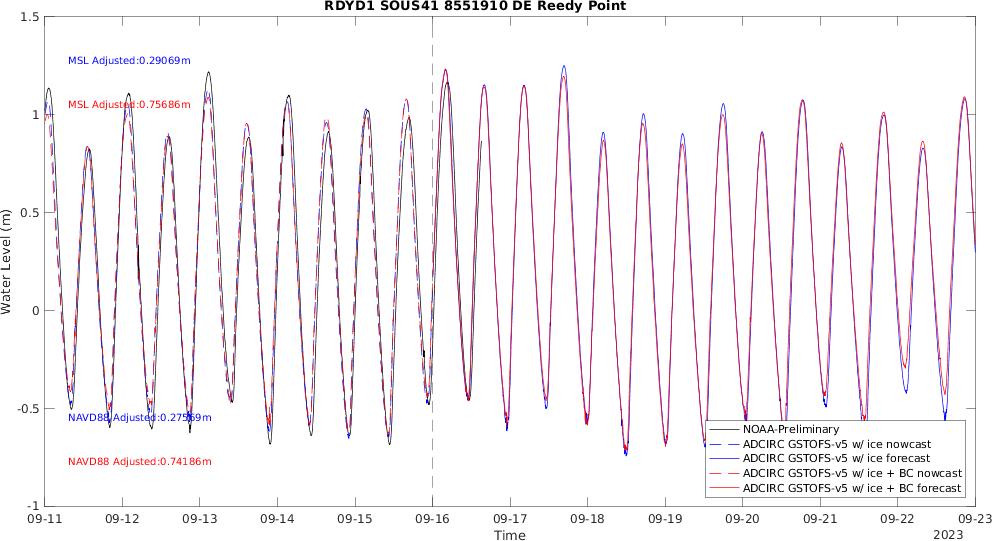 RDYD1 SOUS41 8551910 DE Reedy Point
1.5
MSL Adjusted:0.29069m
MSL Adjusted:0.75686m
1
0.5
Water Level (m)
0
-0.5
NAVD88 Adjusted:0.27569m
NAVD88 Adjusted:0.74186m
NOAA-Preliminary
ADCIRC GSTOFS-v5 w/ ice nowcast
ADCIRC GSTOFS-v5 w/ ice forecast
ADCIRC GSTOFS-v5 w/ ice + BC nowcast
ADCIRC GSTOFS-v5 w/ ice + BC forecast
-1
09-11 09-12 09-13 09-14 09-15 09-16 09-17 09-18 09-19 09-20 09-21 09-22 09-23
Time
2023